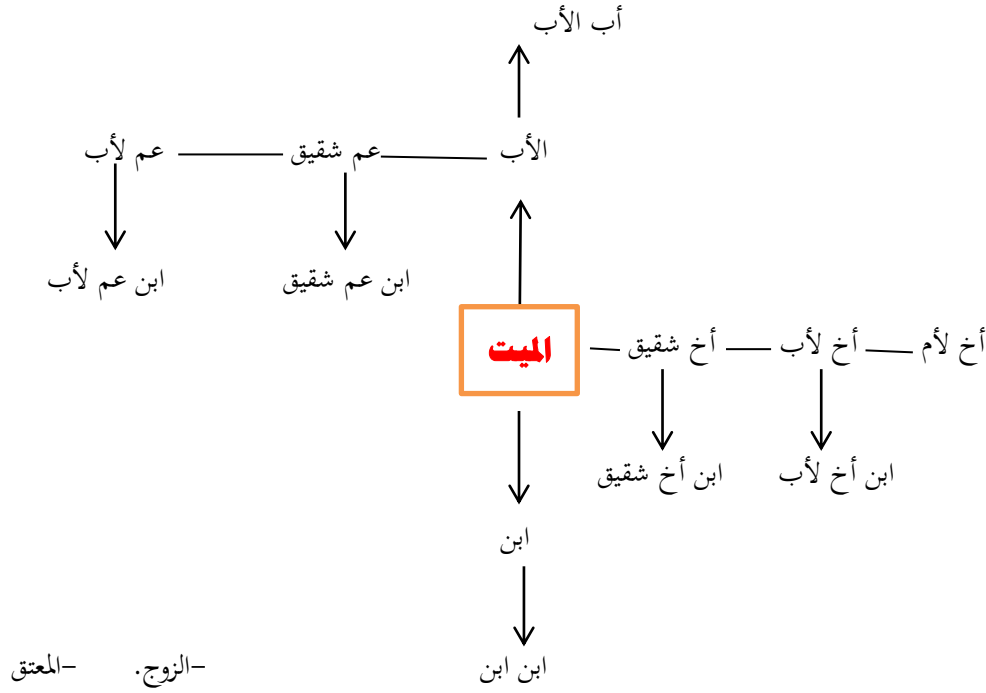 أب الأب
الأب
عم شقيق
عم لأب
ابن عم شقيق
ابن عم لأب
الميت
أخ شقيق
أخ لأب
أخ لأم
ابن أخ لأب
ابن أخ شقيق
ابن
ابن ابن
-الزوج. -المعتق